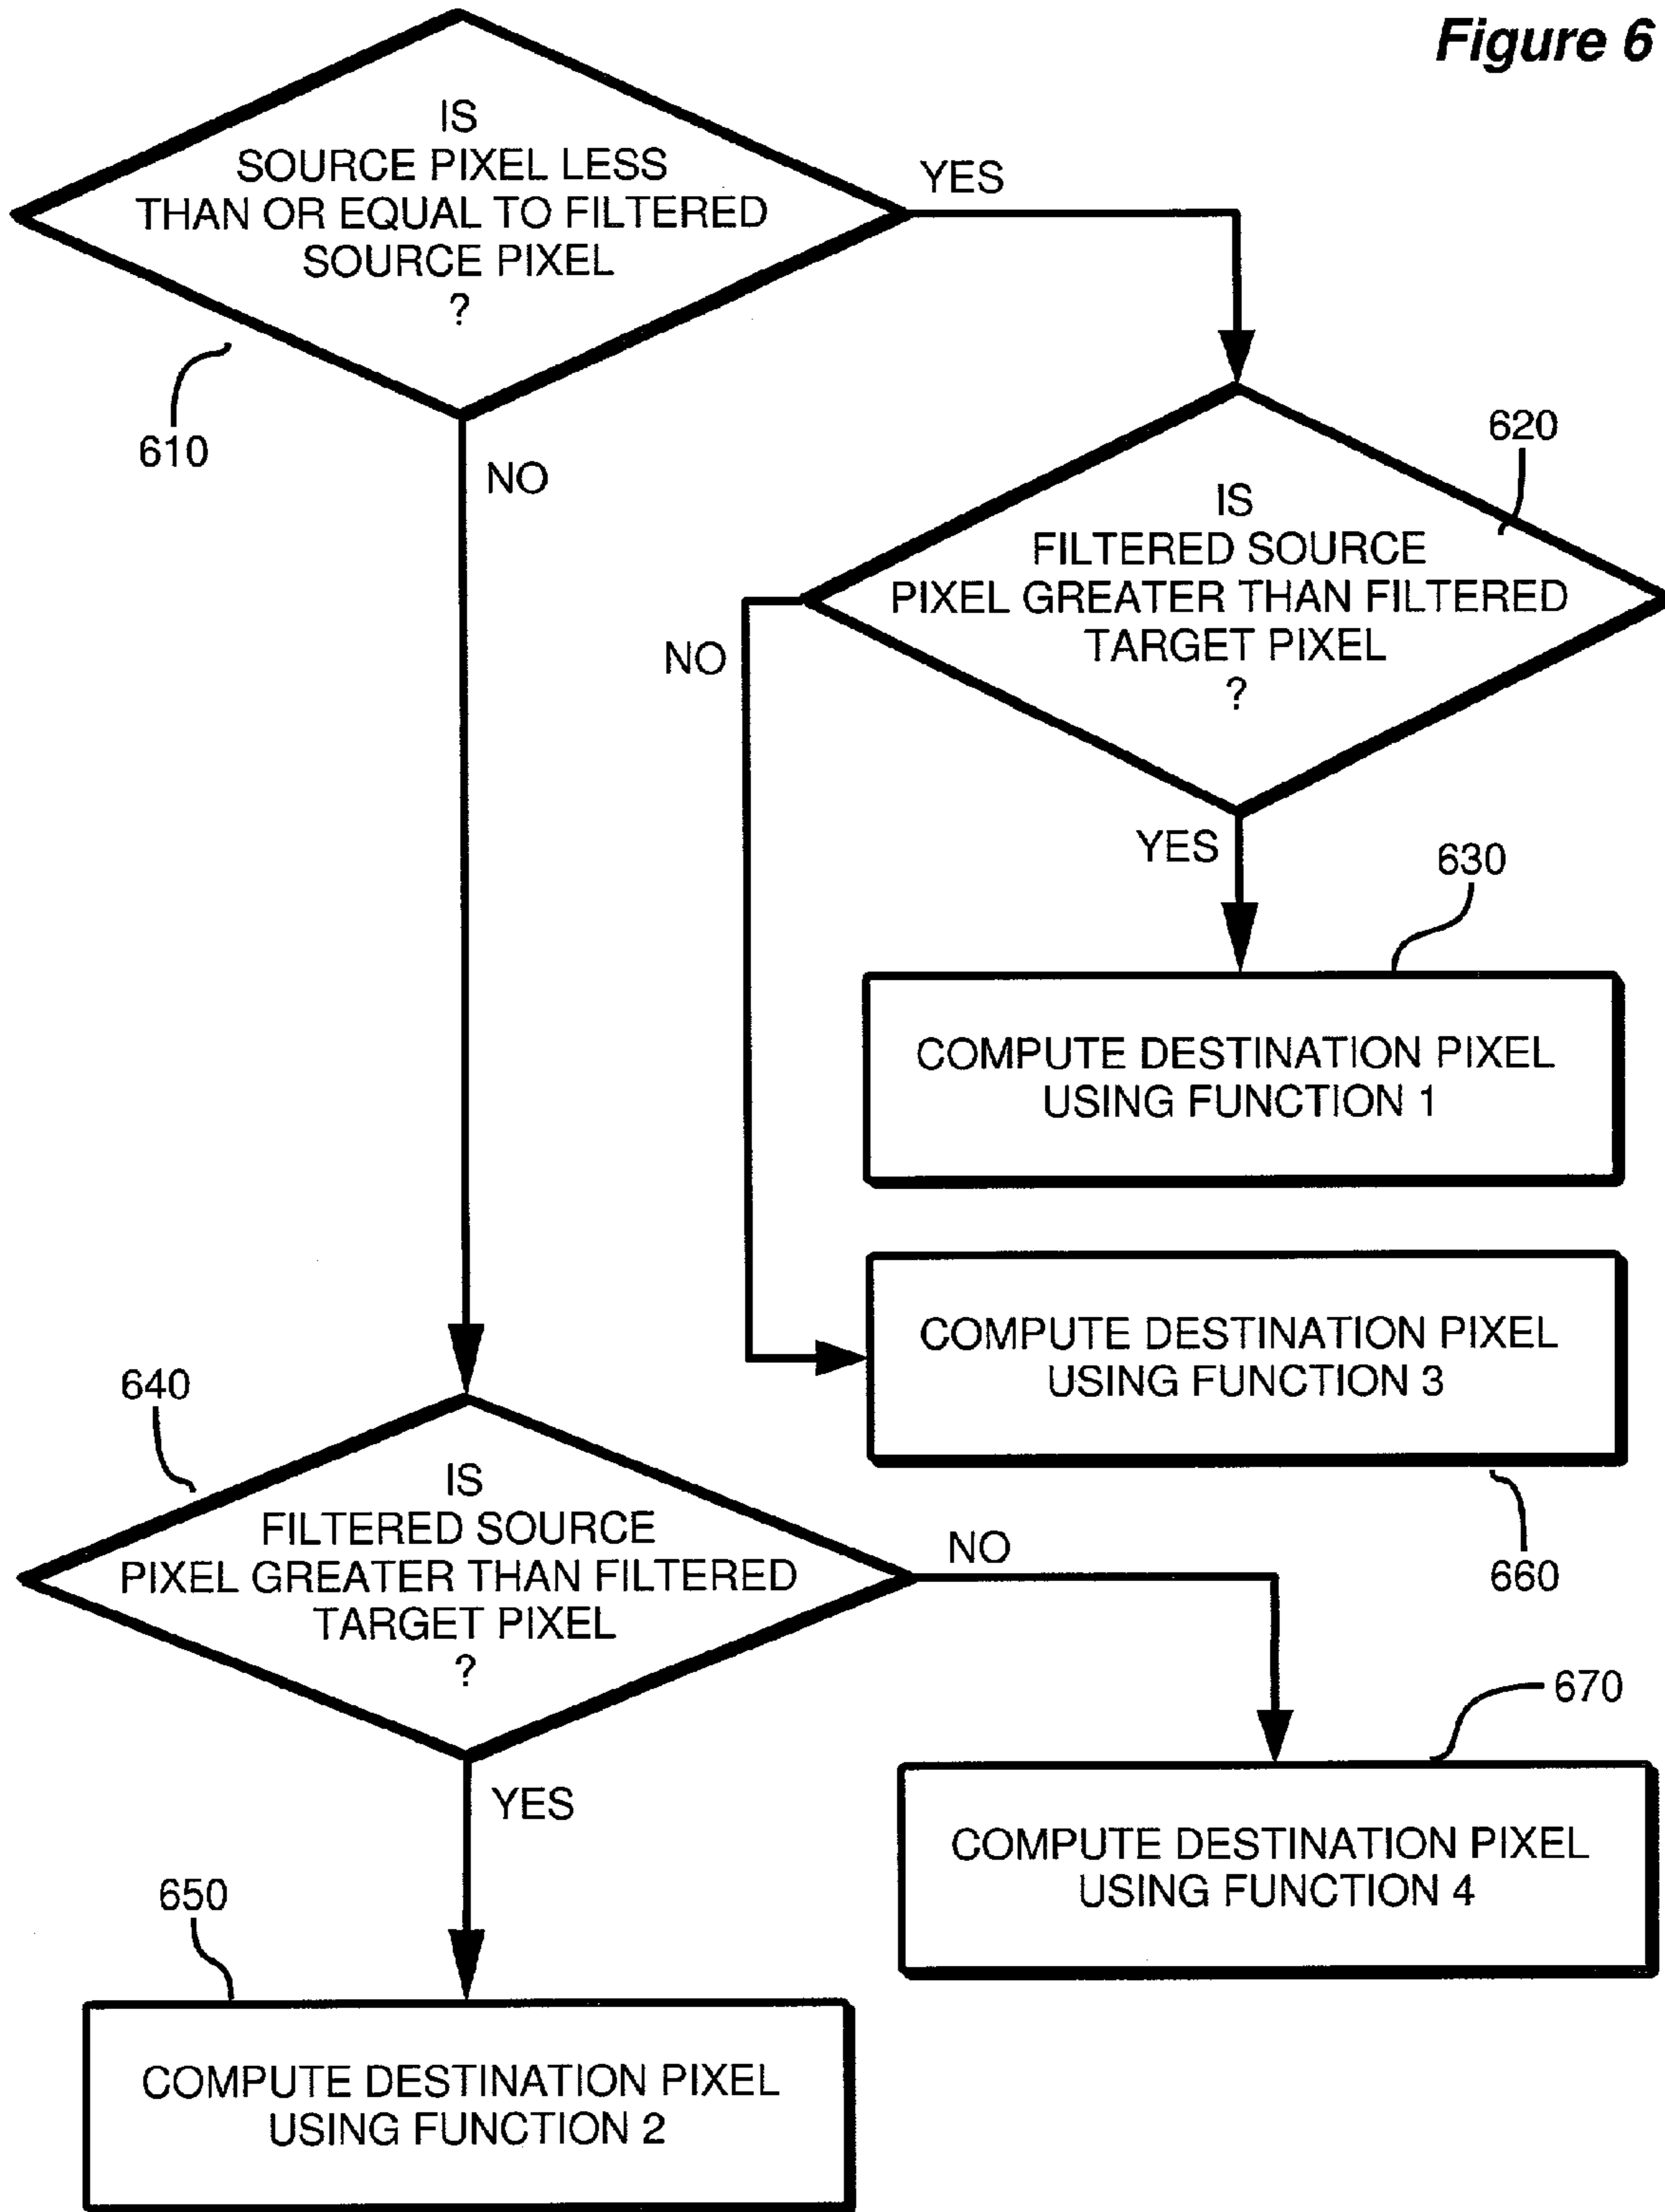 Figure 6
IS
SOURCE PIXEL LESS
THAN OR EQUAL TO FILTERED
SOURCE PIXEL
?
YES
610
NO
620
IS
FILTERED SOURCE
PIXEL GREATER THAN FILTERED
TARGET PIXEL
?
NO
YES
630
COMPUTE DESTINATION PIXEL
USING FUNCTION 1
COMPUTE DESTINATION PIXEL
USING FUNCTION 3
660
640
IS
FILTERED SOURCE
PIXEL GREATER THAN FILTERED
TARGET PIXEL
?
NO
YES
670
COMPUTE DESTINATION PIXEL
USING FUNCTION 4
650
COMPUTE DESTINATION PIXEL
USING FUNCTION 2